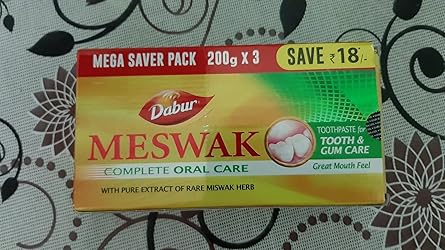 MEGA SAVER PACK 200g x 3 SAVE ₹18/-
Dabur
MESWAK
COMPLETE ORAL CARE
WITH PURE EXTRACT OF RARE MISWAK HERB
TOOTHPASTE for
TOOTH &
GUM CARE
Great Mouth Feel